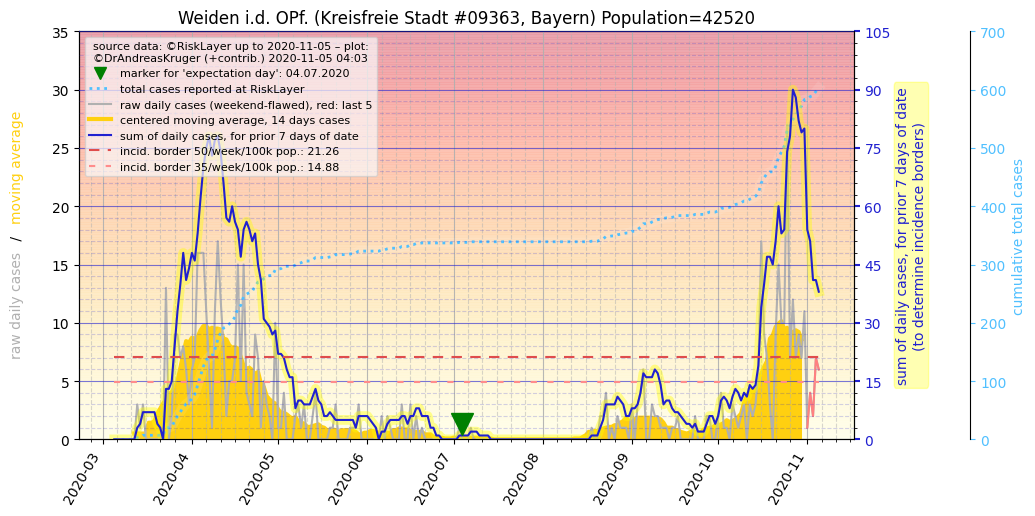 Weiden i.d. OPf. (Kreisfreie Stadt #09363, Bayern) Population=42520
source data: ©RiskLayer up to 2020-11-05 – plot:
©DrAndreasKruger (+contrib.) 2020-11-05 04:03
marker for 'expectation day': 04.07.2020
total cases reported at RiskLayer
raw daily cases (weekend-flawed), red: last 5
centered moving average, 14 days cases
sum of daily cases, for prior 7 days of date
incid. border 50/week/100k pop.: 21.26
incid. border 35/week/100k pop.: 14.88
raw daily cases / moving average
35
30
25
20
15
10
5
0
2020-03
2020-04
2020-05
2020-06
2020-07
2020-08
2020-09
2020-10
2020-11
105
90
75
60
45
30
15
0
sum of daily cases, for prior 7 days of date
(to determine incidence borders)
700
600
500
400
300
200
100
0
cumulative total cases